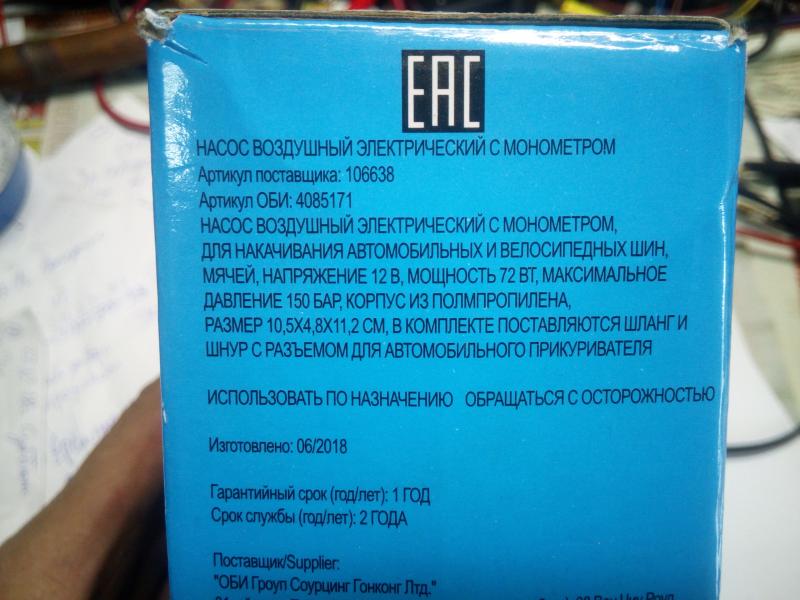 EAC
НАСОС ВОЗДУШНЫЙ ЭЛЕКТРИЧЕСКИЙ С МОНОМЕТРОМ
Артикул поставщика: 106638
Артикул ОБИ: 4085171
НАСОС ВОЗДУШНЫЙ ЭЛЕКТРИЧЕСКИЙ С МОНОМЕТРОМ,
ДЛЯ НАКАЧИВАНИЯ АВТОМОБИЛЬНЫХ И ВЕЛОСИПЕДНЫХ ШИН,
МЯЧЕЙ, НАПРЯЖЕНИЕ 12 В, МОЩНОСТЬ 72 ВТ, МАКСИМАЛЬНОЕ
ДАВЛЕНИЕ 150 БАР, КОРПУС ИЗ ПОЛМПРОПИЛЕНА,
РАЗМЕР 10,5Х4,8Х11,2 СМ, В КОМПЛЕКТЕ ПОСТАВЛЯЮТСЯ ШЛАНГ И
ШНУР С РАЗЪЕМОМ ДЛЯ АВТОМОБИЛЬНОГО ПРИКУРИВАТЕЛЯ
ИСПОЛЬЗОВАТЬ ПО НАЗНАЧЕНИЮ ОБРАЩАТЬСЯ С ОСТОРОЖНОСТЬЮ
Изготовлено: 06/2018
Гарантийный срок (год/лет): 1 ГОД
Срок службы (год/лет): 2 ГОДА
Поставщик/Supplier:
"ОБИ Гроуп Соурцинг Гонконг Лтд."